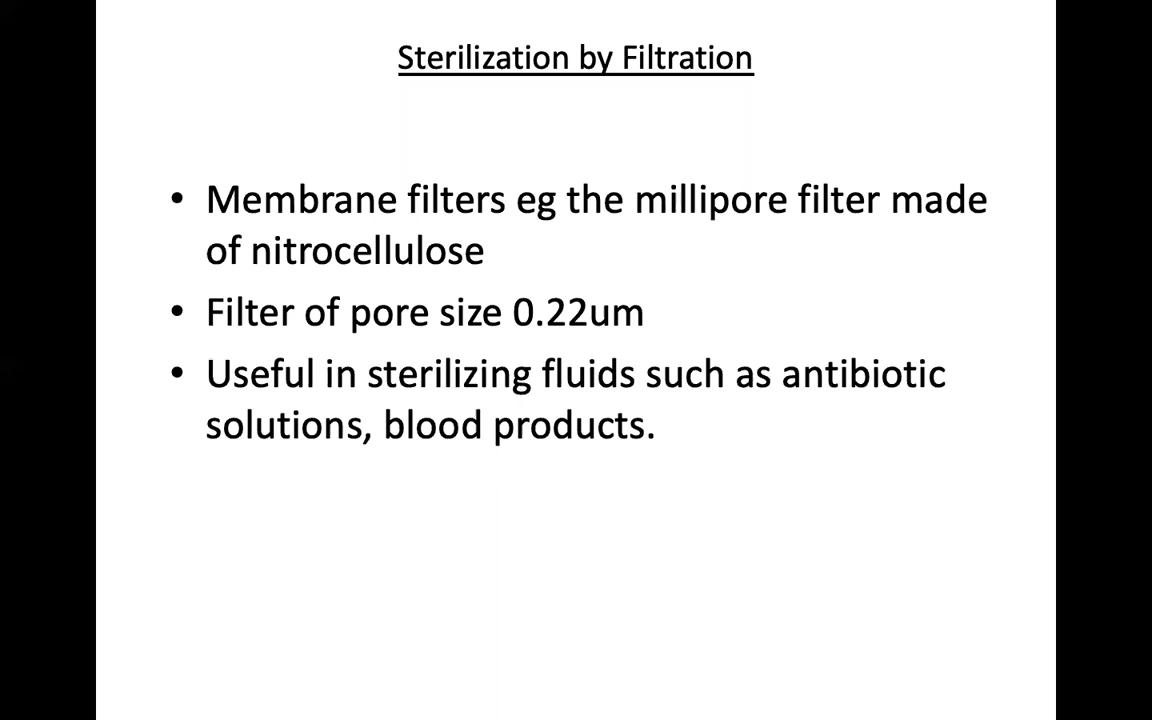 Sterilization by Filtration
• Membrane filters eg the millipore filter made
of nitrocellulose
• Filter of pore size 0.22um
• Useful in sterilizing fluids such as antibiotic
solutions, blood products.